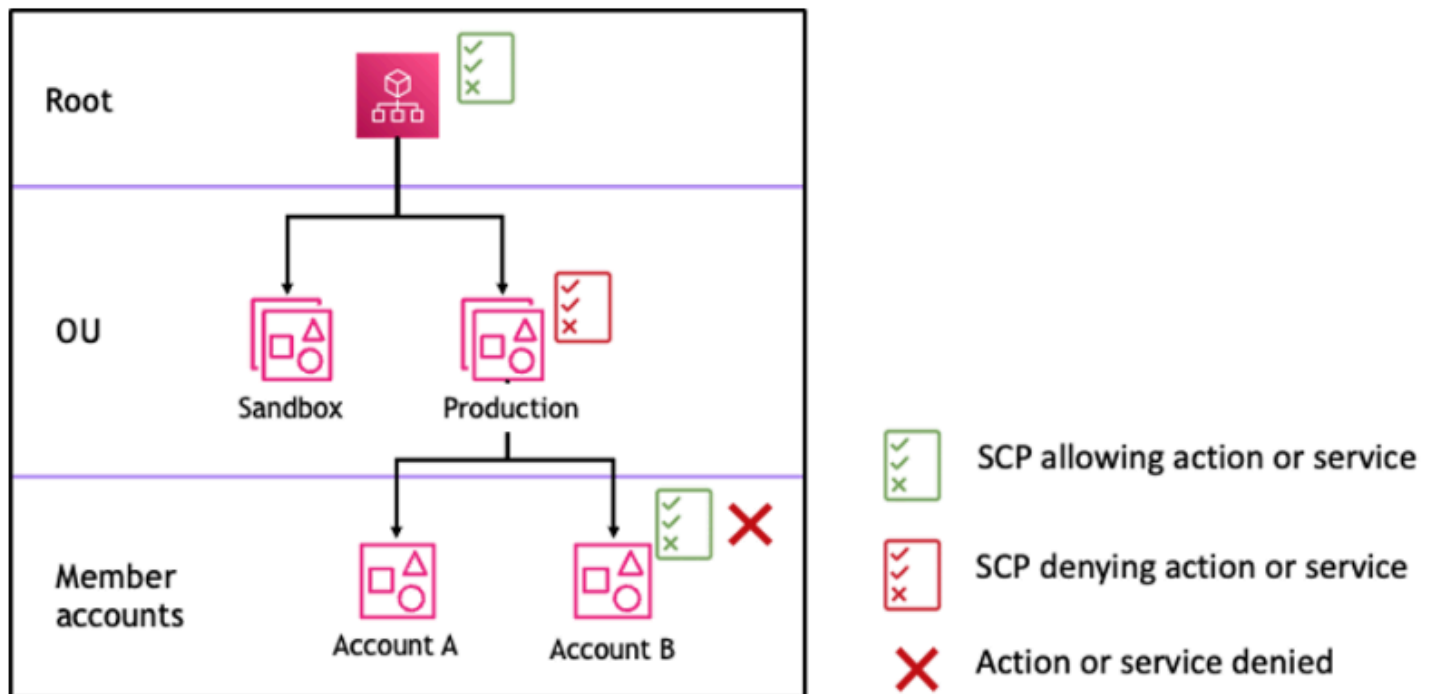 Root
OU
Sandbox
Production
Member
accounts
Account A
Account B
SCP allowing action or service
SCP denying action or service
Action or service denied